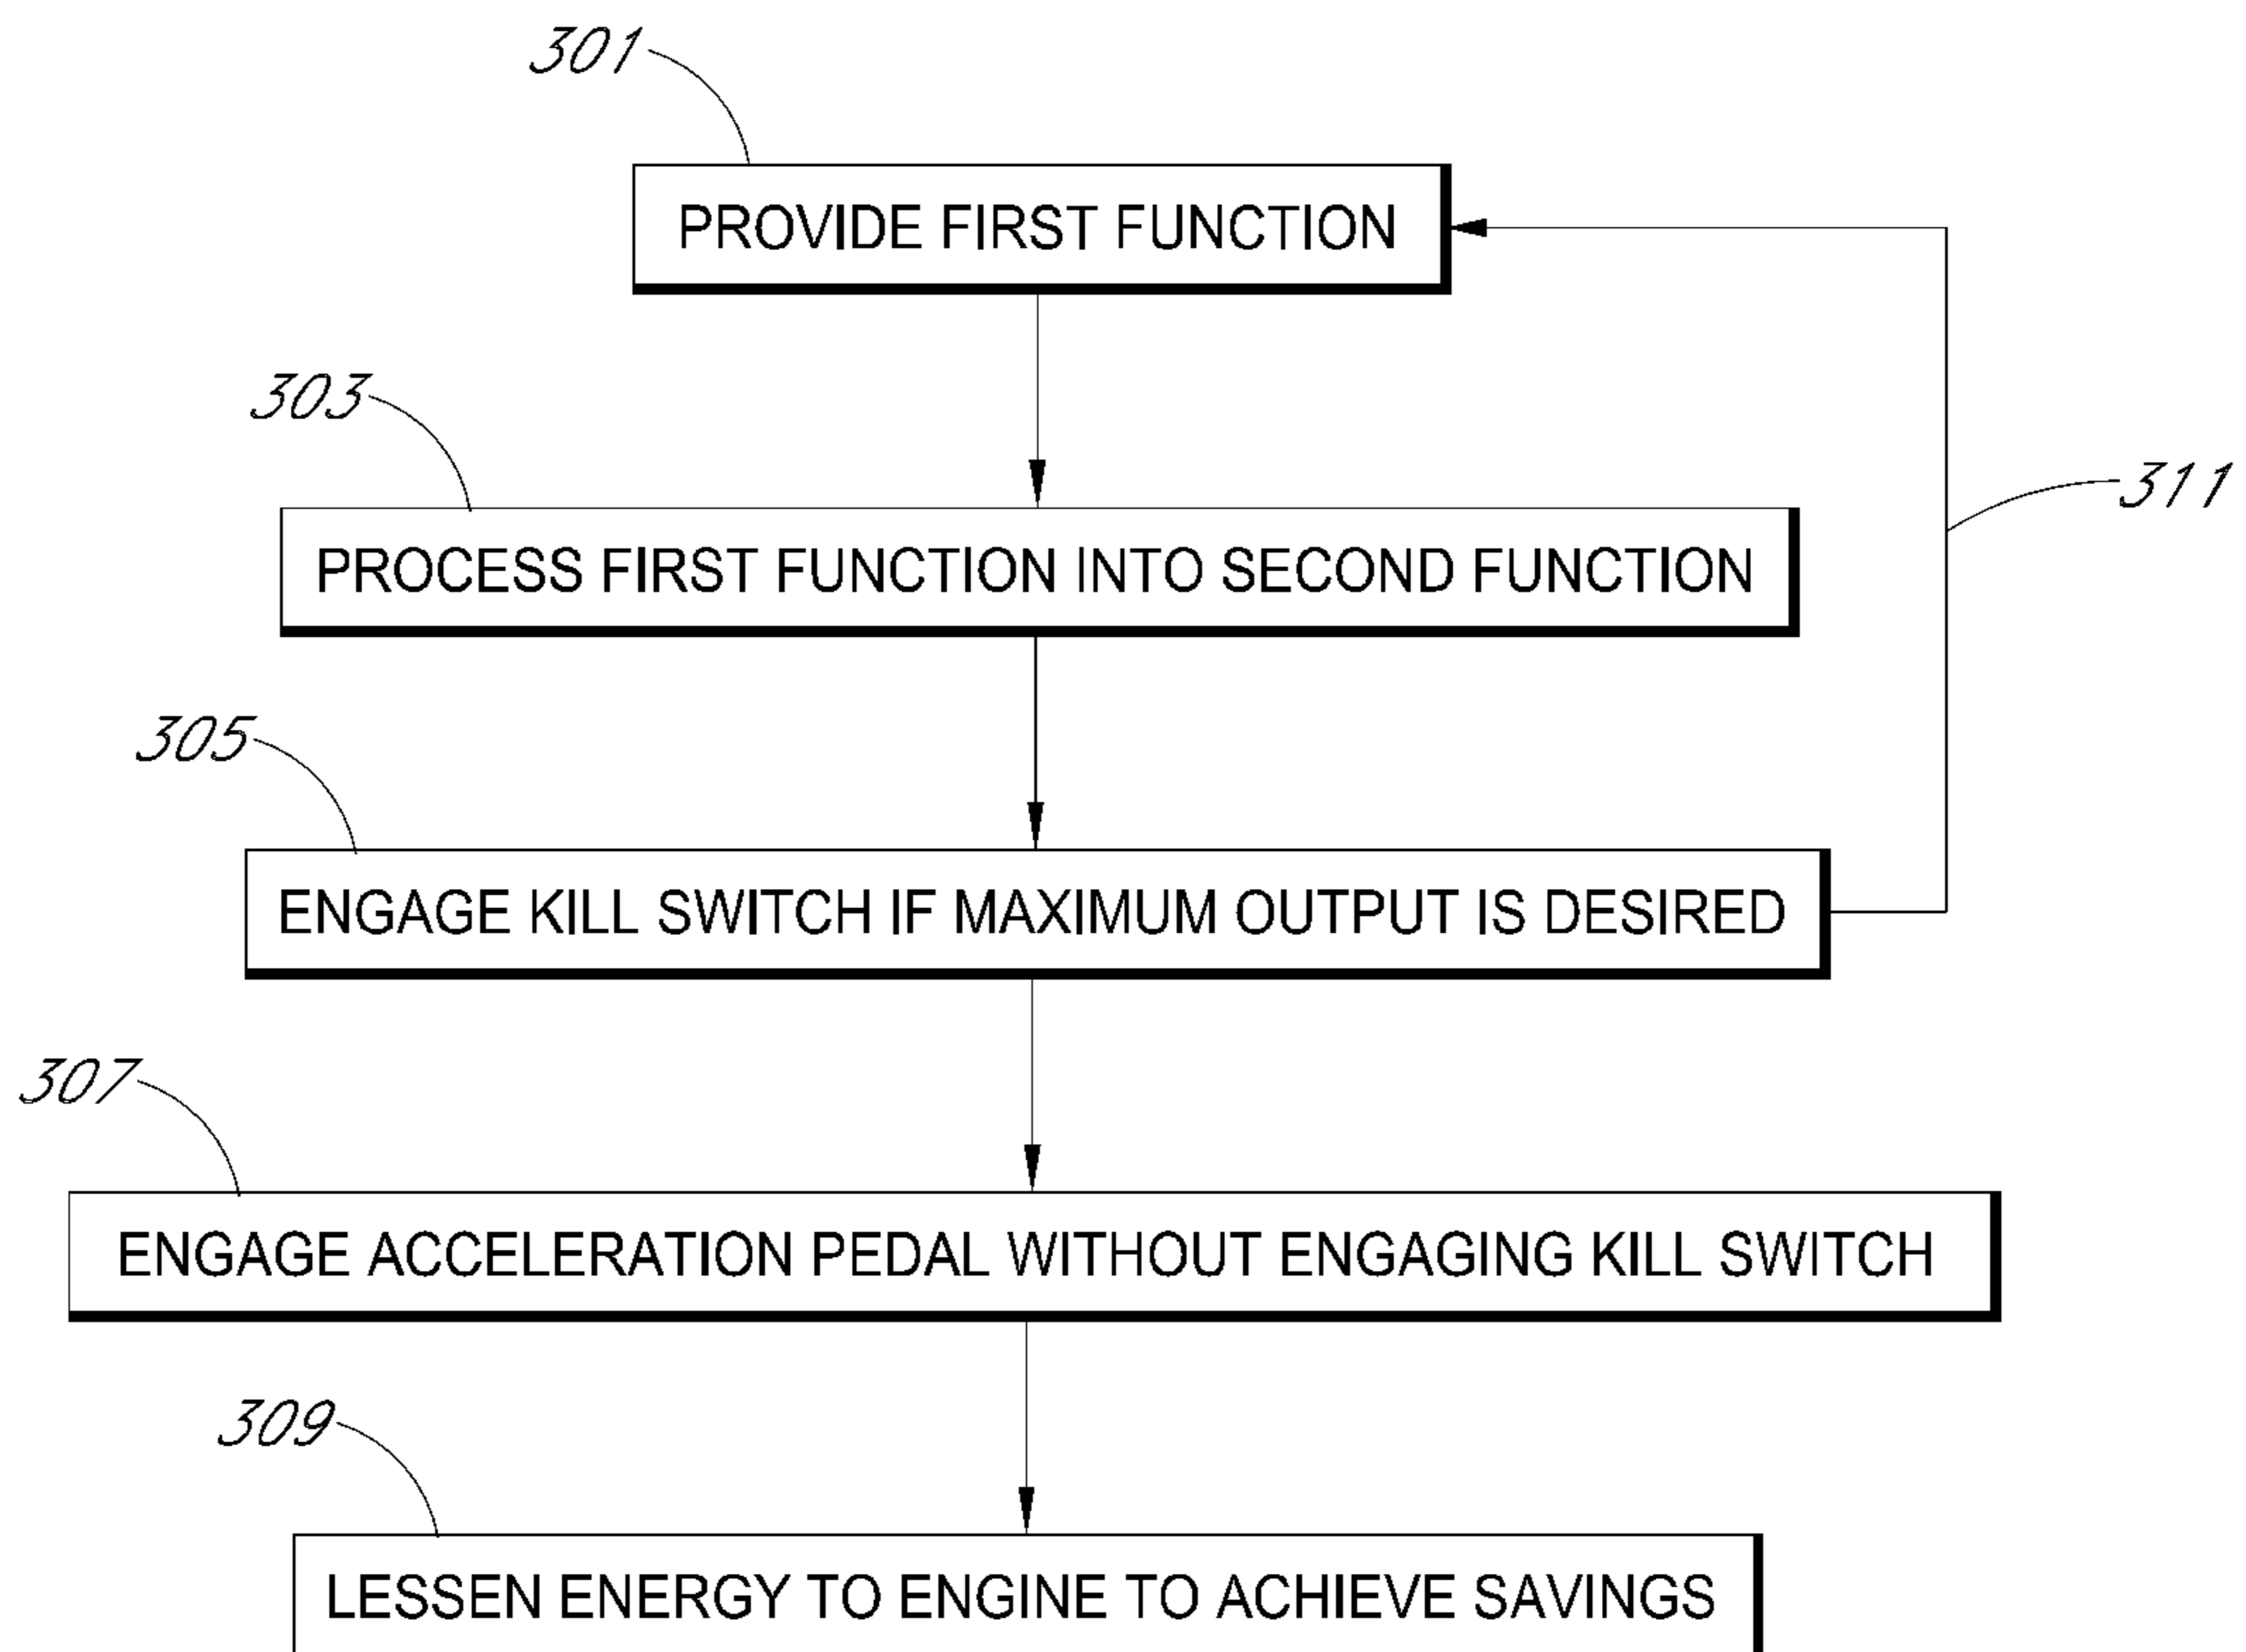 301
PROVIDE FIRST FUNCTION
303
PROCESS FIRST FUNCTION INTO SECOND FUNCTION
311
305
ENGAGE KILL SWITCH IF MAXIMUM OUTPUT IS DESIRED
307
ENGAGE ACCELERATION PEDAL WITHOUT ENGAGING KILL SWITCH
309
LESSEN ENERGY TO ENGINE TO ACHIEVE SAVINGS